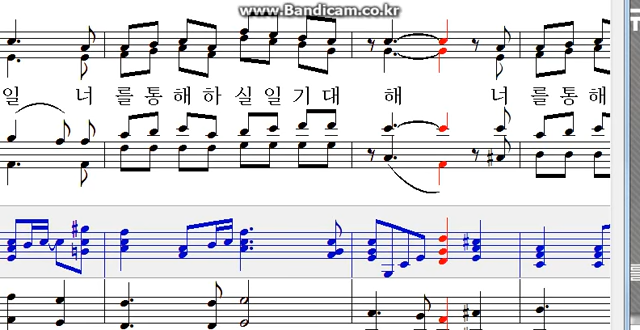 www.Bandicam.co.kr
일 너 를 통 해 하 실 일 기 대 해 너 를 통 해
를